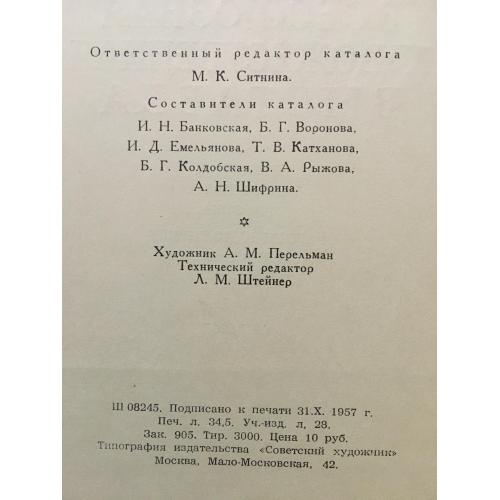 Ответственный редактор каталога
М. К. Ситнина.
Составители каталога
И. Н. Банковская, Б. Г. Воронова,
И. Д. Емельянова, Т. В. Катханова,
Б. Г. Колдобская, В. А. Рыжова,
А. Н. Шифрина.
Художник А. М. Перельман
Технический редактор
Л. М. Штейнер
Ш 08245. Подписано к печати 31.X. 1957 г.
Печ. л. 34,5. Уч.-изд. л, 28.
Зак. 905. Тир. 3000. Цена 10 руб.
Типография издательства «Советский художник»
Москва, Мало-Московская, 42.